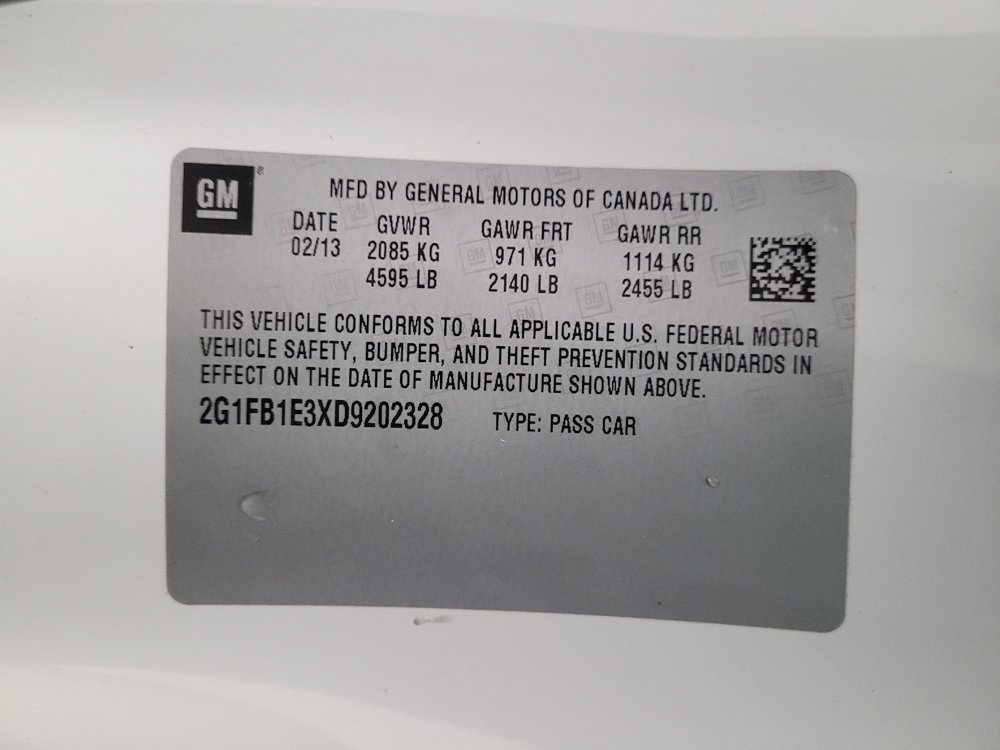 GM
MFD BY GENERAL MOTORS OF CANADA LTD.
DATE GVWR GAWR FRT GAWR RR
02/13 2085 KG 971 KG 1114 KG
4595 LB 2140 LB 2455 LB
THIS VEHICLE CONFORMS TO ALL APPLICABLE U.S. FEDERAL MOTOR
VEHICLE SAFETY, BUMPER, AND THEFT PREVENTION STANDARDS IN
EFFECT ON THE DATE OF MANUFACTURE SHOWN ABOVE.
2G1FB1E3XD9202328 TYPE: PASS CAR